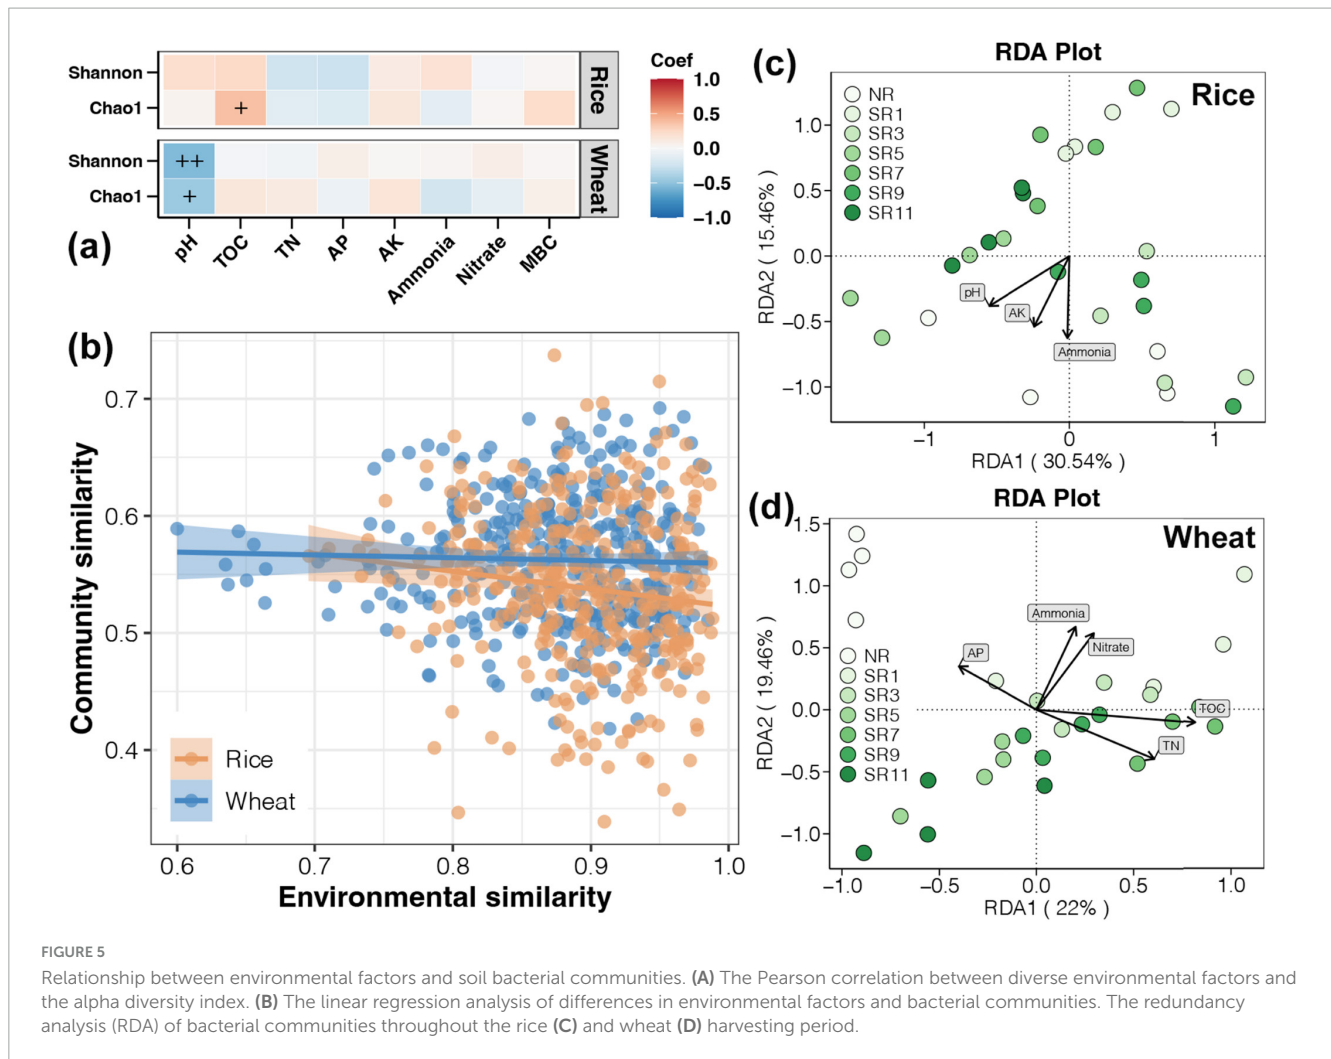 (a)
Shannon
Chao1
Rice
Shannon
Chao1
Wheat
pH
TOC
TN
AP
AK
Ammonia
Nitrate
MBC
Coef
1.0
0.5
0.0
−0.5
−1.0
+
++
+
(b)
Community similarity
0.7
0.6
0.5
0.4
Rice
Wheat
0.6
0.7
0.8
0.9
1.0
Environmental similarity
(c)
RDA Plot
Rice
NR
SR1
SR3
SR5
SR7
SR9
SR11
RDA2 ( 15.46% )
1.0
0.5
0.0
−0.5
−1.0
pH
AK
Ammonia
−1
0
1
RDA1 ( 30.54% )
(d)
RDA Plot
Wheat
RDA2 ( 19.46% )
1.5
1.0
0.5
0.0
−0.5
−1.0
Ammonia
Nitrate
AP
TOC
TN
NR
SR1
SR3
SR5
SR7
SR9
SR11
−1.0
−0.5
0.0
0.5
1.0
RDA1 ( 22% )
FIGURE 5
Relationship between environmental factors and soil bacterial communities. (A) The Pearson correlation between diverse environmental factors and
the alpha diversity index. (B) The linear regression analysis of differences in environmental factors and bacterial communities. The redundancy
analysis (RDA) of bacterial communities throughout the rice (C) and wheat (D) harvesting period.